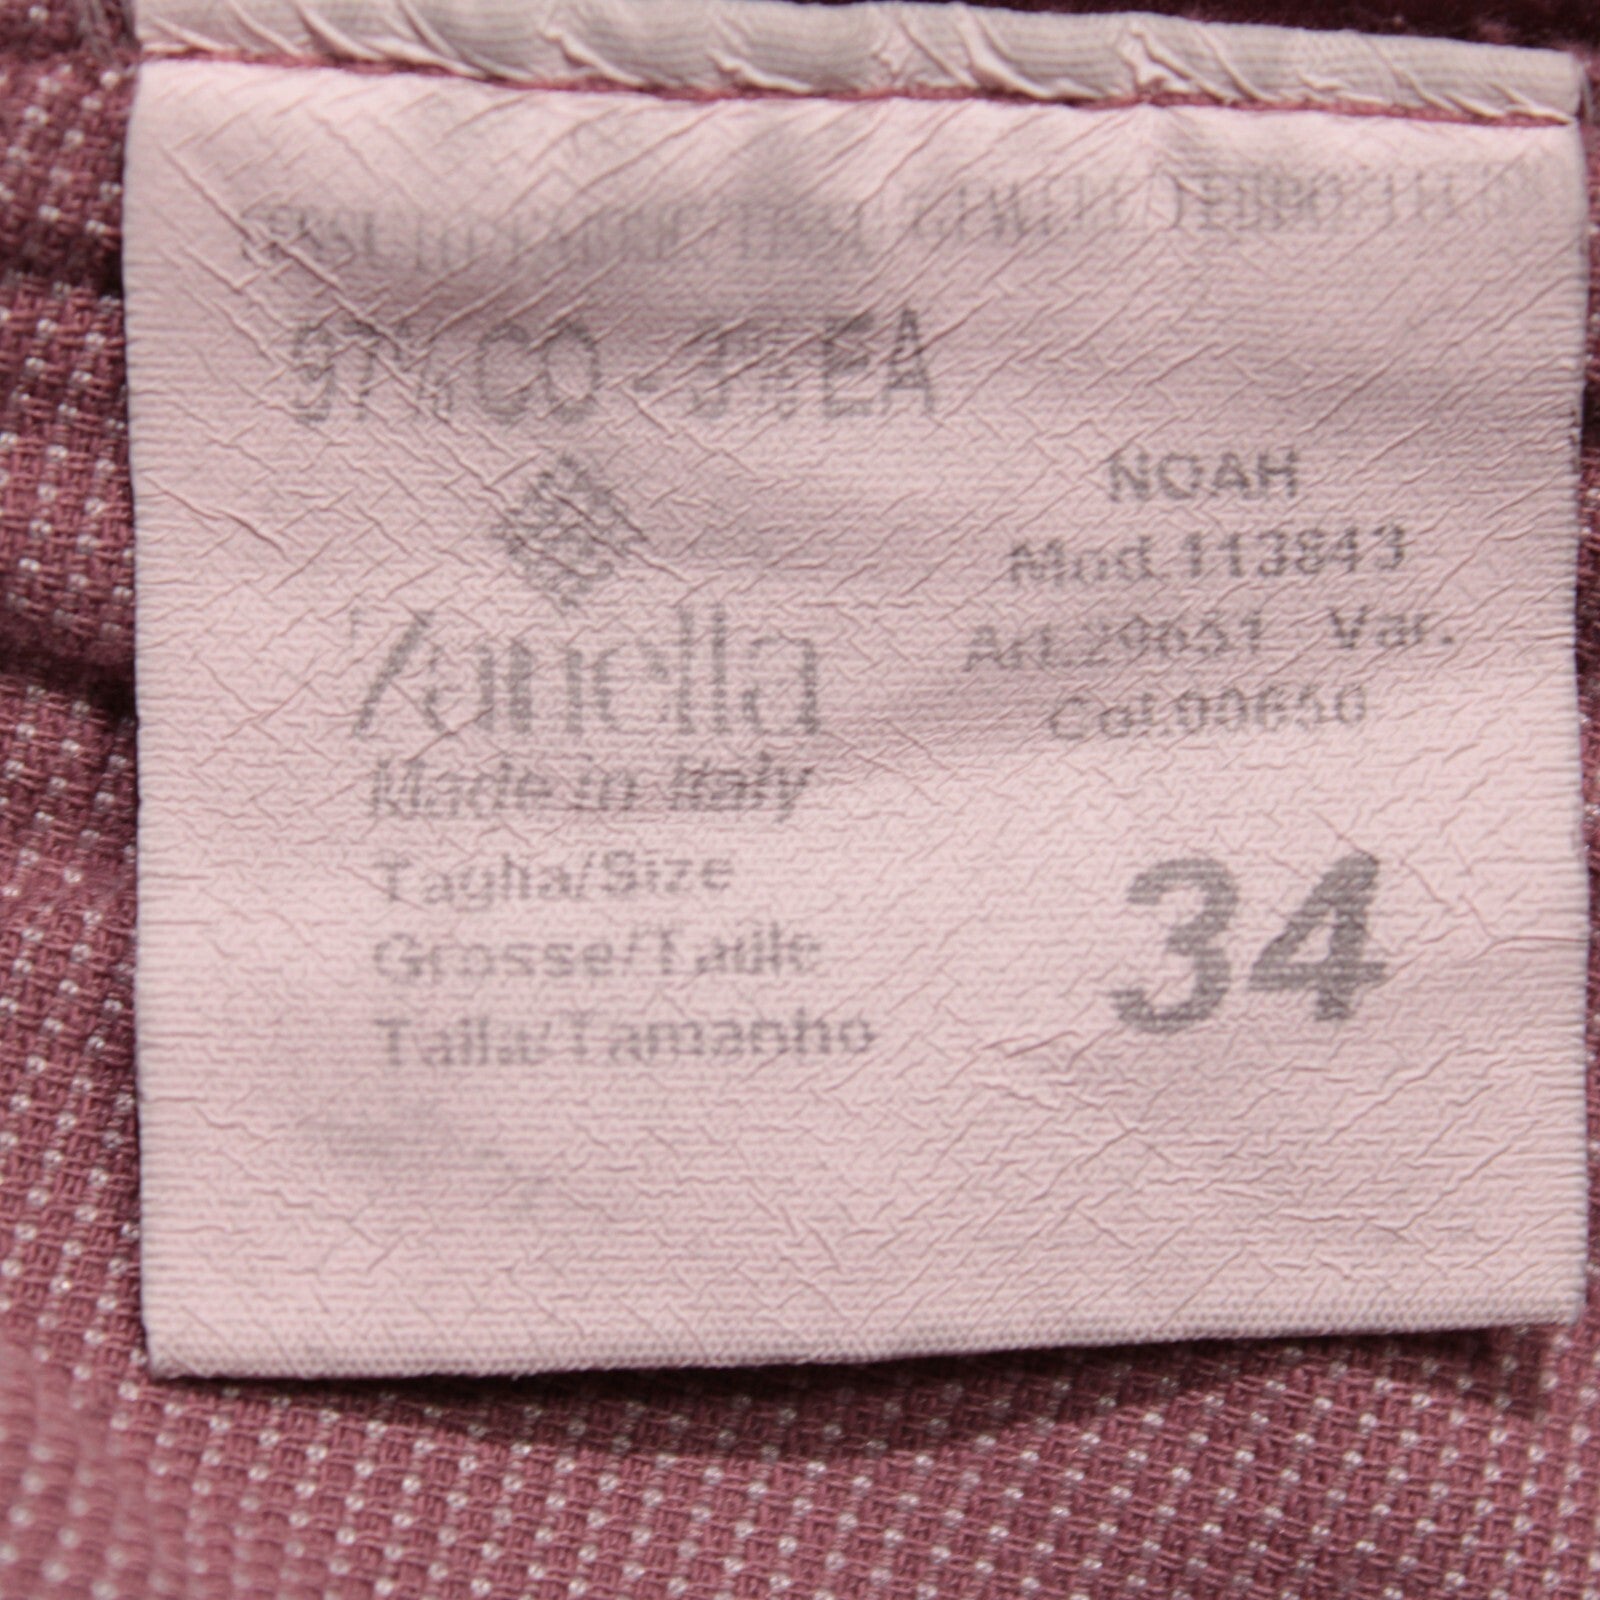 97%CO - 3%EA
NOAH
Mod.113843
Art.29651 Var.
Col.00650
Zanella
Made in Italy
Taglia/Size
Grosse/Taille
Talla/Tamanho
34